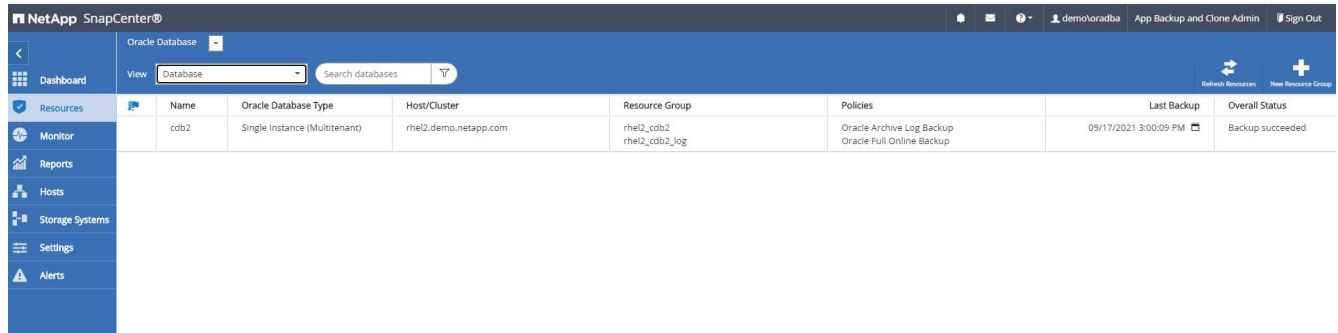 NetApp SnapCenter®
demo\oradba App Backup and Clone Admin Sign Out
Oracle Database
Dashboard View Database Search databases Refresh Resources New Resource Group
Resources Name Oracle Database Type Host/Cluster Resource Group Policies Last Backup Overall Status
cdb2 Single Instance (Multitenant) rhel2.demo.netapp.com rhel2_cdb2 Oracle Archive Log Backup 09/17/2021 3:00:09 PM Backup succeeded
rhel2_cdb2_log Oracle Full Online Backup
Monitor
Reports
Hosts
Storage Systems
Settings
Alerts